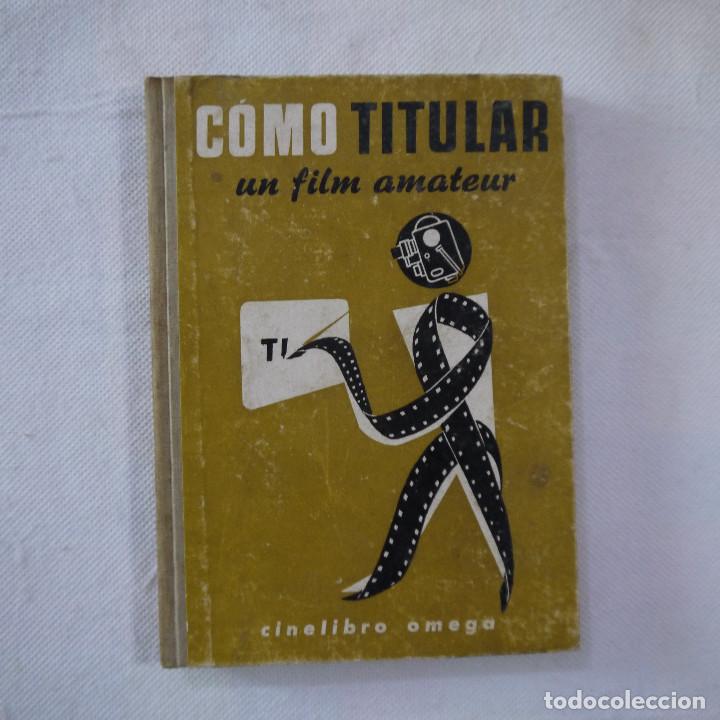 CÓMO TITULAR
un film amateur
TI
cinelibro omega
todocoleccion